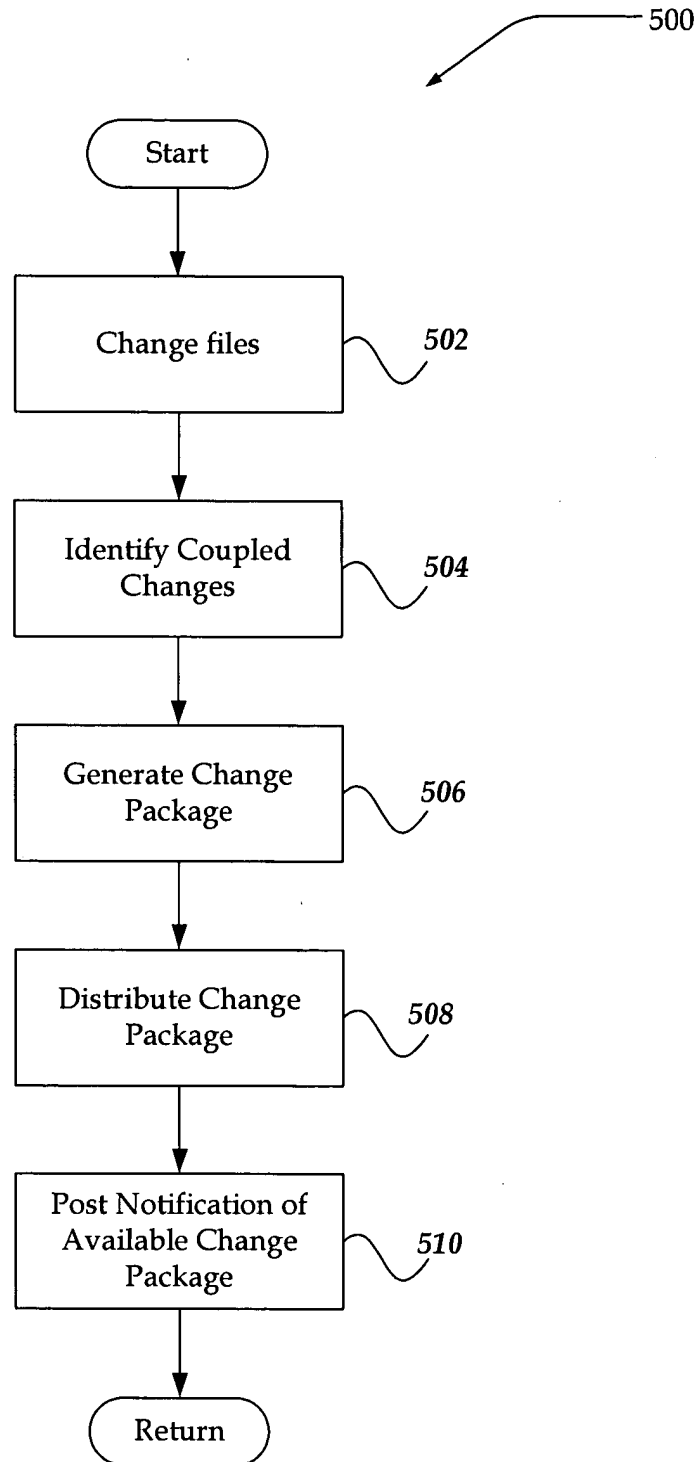 500
Start
Change files
502
Identify Coupled
Changes
504
Generate Change
Package
506
Distribute Change
Package
508
Post Notification of
Available Change
Package
510
Return